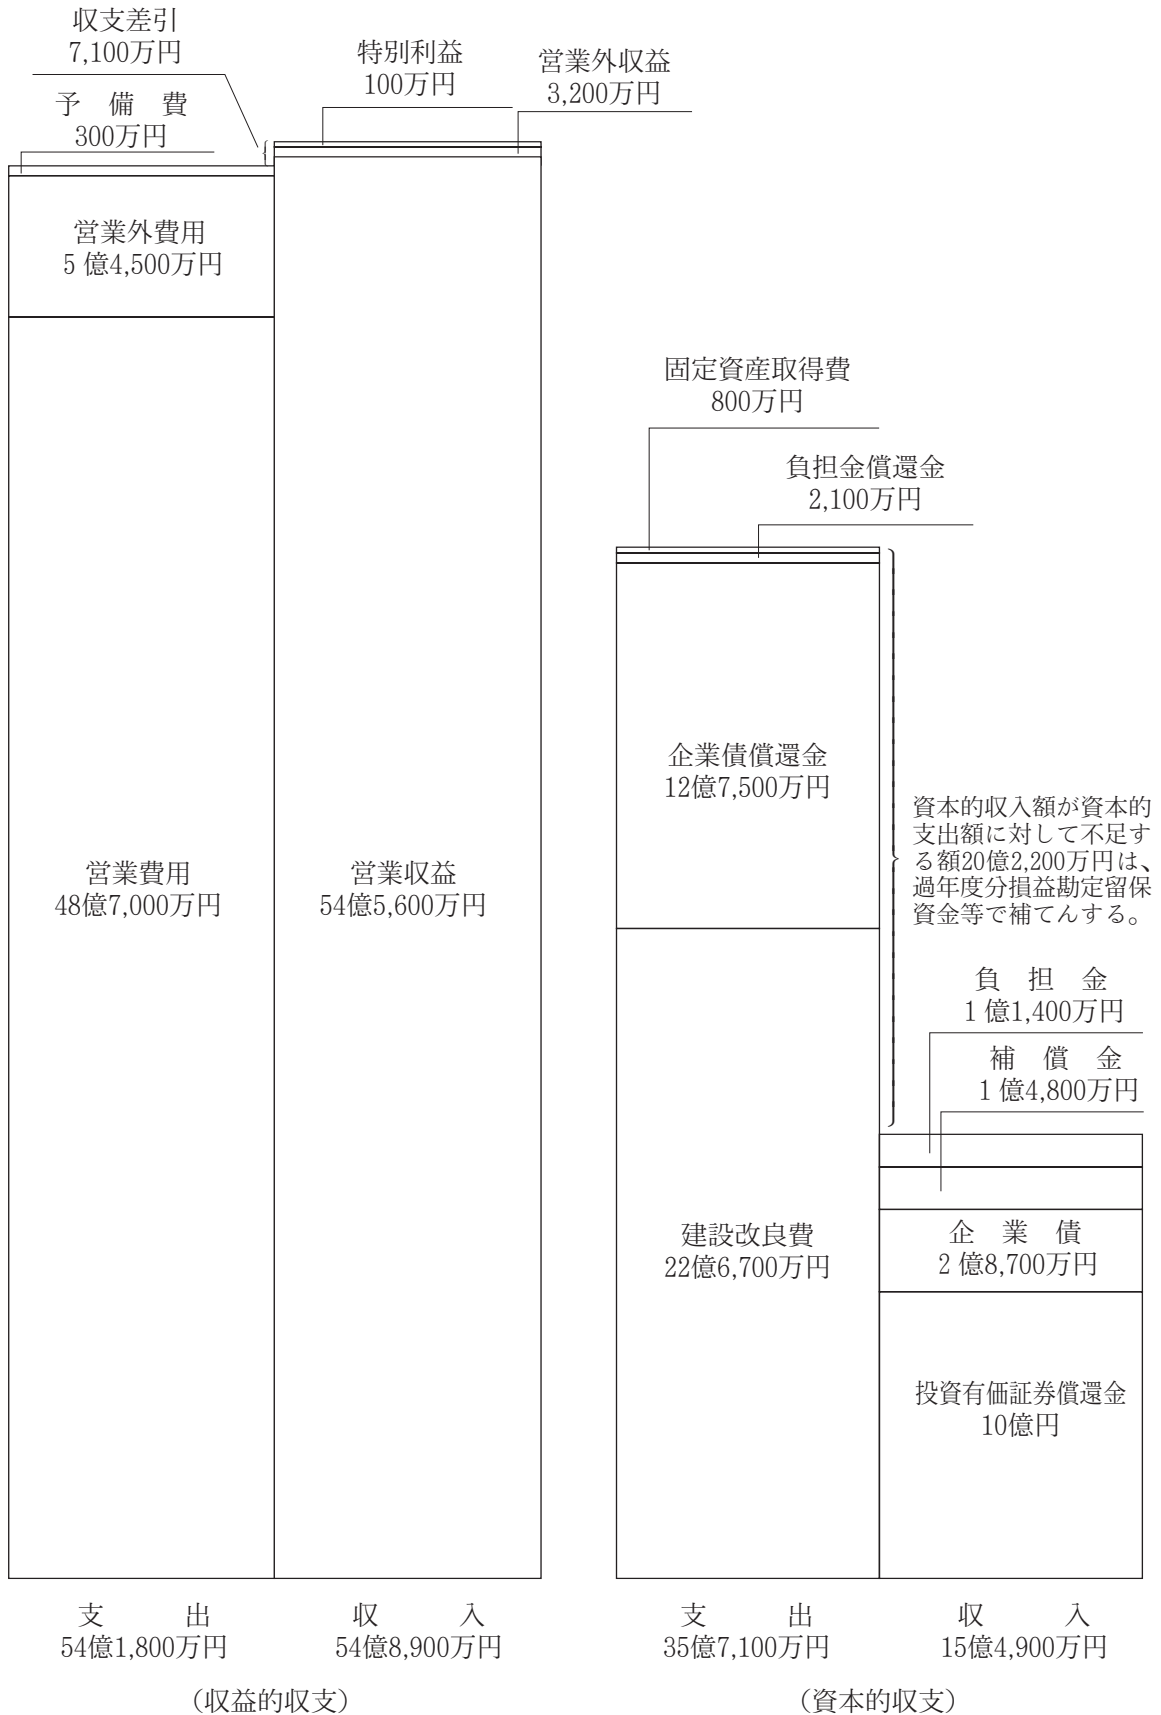 収支差引
7,100万円
予備費
300万円
特別利益
100万円
営業外収益
3,200万円
営業外費用
5億4,500万円
営業費用
48億7,000万円
営業収益
54億5,600万円
支出
54億1,800万円
収入
54億8,900万円
（収益的収支）
固定資産取得費
800万円
負担金償還金
2,100万円
企業債償還金
12億7,500万円
建設改良費
22億6,700万円
資本的収入額が資本的
支出額に対して不足す
る額20億2,200万円は、
過年度分損益勘定留保
資金等で補てんする。
負担金
1億1,400万円
補償金
1億4,800万円
企業債
2億8,700万円
投資有価証券償還金
10億円
支出
35億7,100万円
収入
15億4,900万円
（資本的収支）